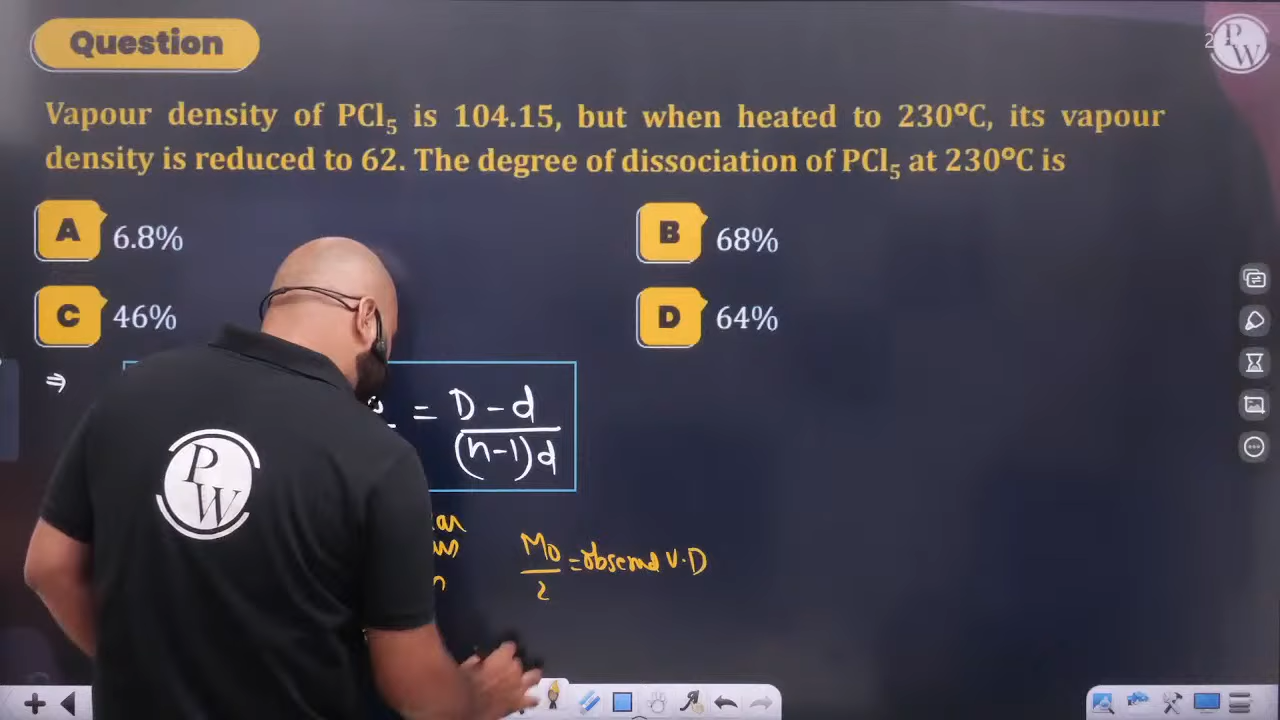 Question
Vapour density of PCl₅ is 104.15, but when heated to 230°C, its vapour
density is reduced to 62. The degree of dissociation of PCl₅ at 230°C is
A 6.8%
B 68%
C 46%
D 64%
⇒
= D - d
(n-1)d
M₀ = observed V.D
2
P
W
P
W